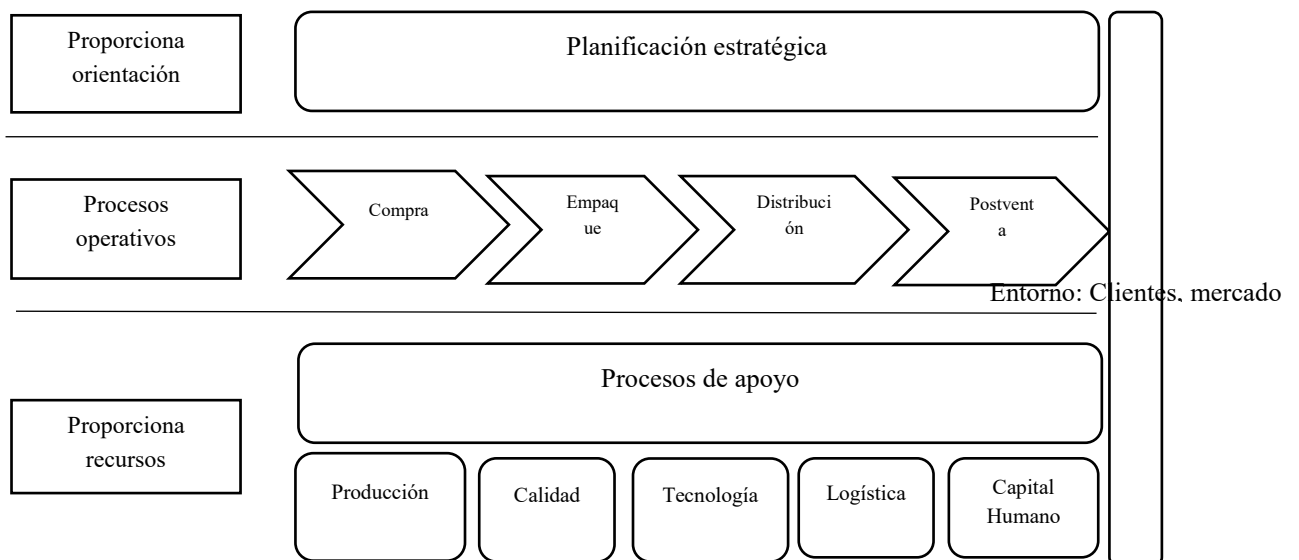 Proporciona
orientación
Planificación estratégica
Procesos
operativos
Compra
Empaq
ue
Distribuci
ón
Postvent
a
Entorno: Clientes, mercado
Procesos de apoyo
Proporciona
recursos
Producción
Calidad
Tecnología
Logística
Capital
Humano